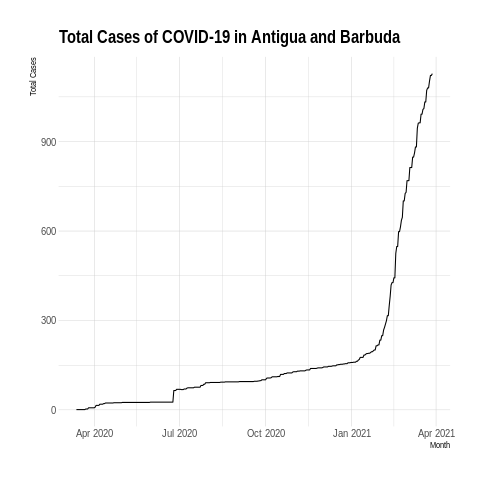 Total Cases of COVID-19 in Antigua and Barbuda
Total Cases
900
600
300
0
Apr 2020 Jul 2020 Oct 2020 Jan 2021 Apr 2021
Month